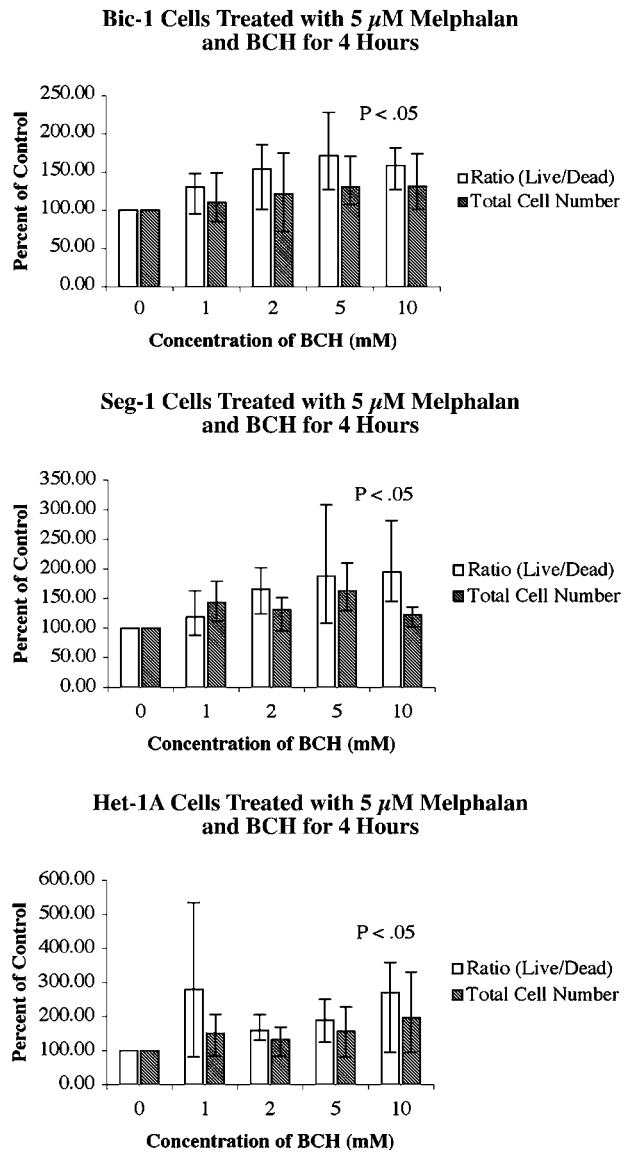 Bic-1 Cells Treated with 5 µM Melphalan
and BCH for 4 Hours
250.00
200.00
150.00
100.00
50.00
0.00
Percent of Control
P < .05
Ratio (Live/Dead)
Total Cell Number
0 1 2 5 10
Concentration of BCH (mM)
Seg-1 Cells Treated with 5 µM Melphalan
and BCH for 4 Hours
350.00
300.00
250.00
200.00
150.00
100.00
50.00
0.00
Percent of Control
P < .05
Ratio (Live/Dead)
Total Cell Number
0 1 2 5 10
Concentration of BCH (mM)
Het-1A Cells Treated with 5 µM Melphalan
and BCH for 4 Hours
600.00
500.00
400.00
300.00
200.00
100.00
0.00
Percent of Control
P < .05
Ratio (Live/Dead)
Total Cell Number
0 1 2 5 10
Concentration of BCH (mM)